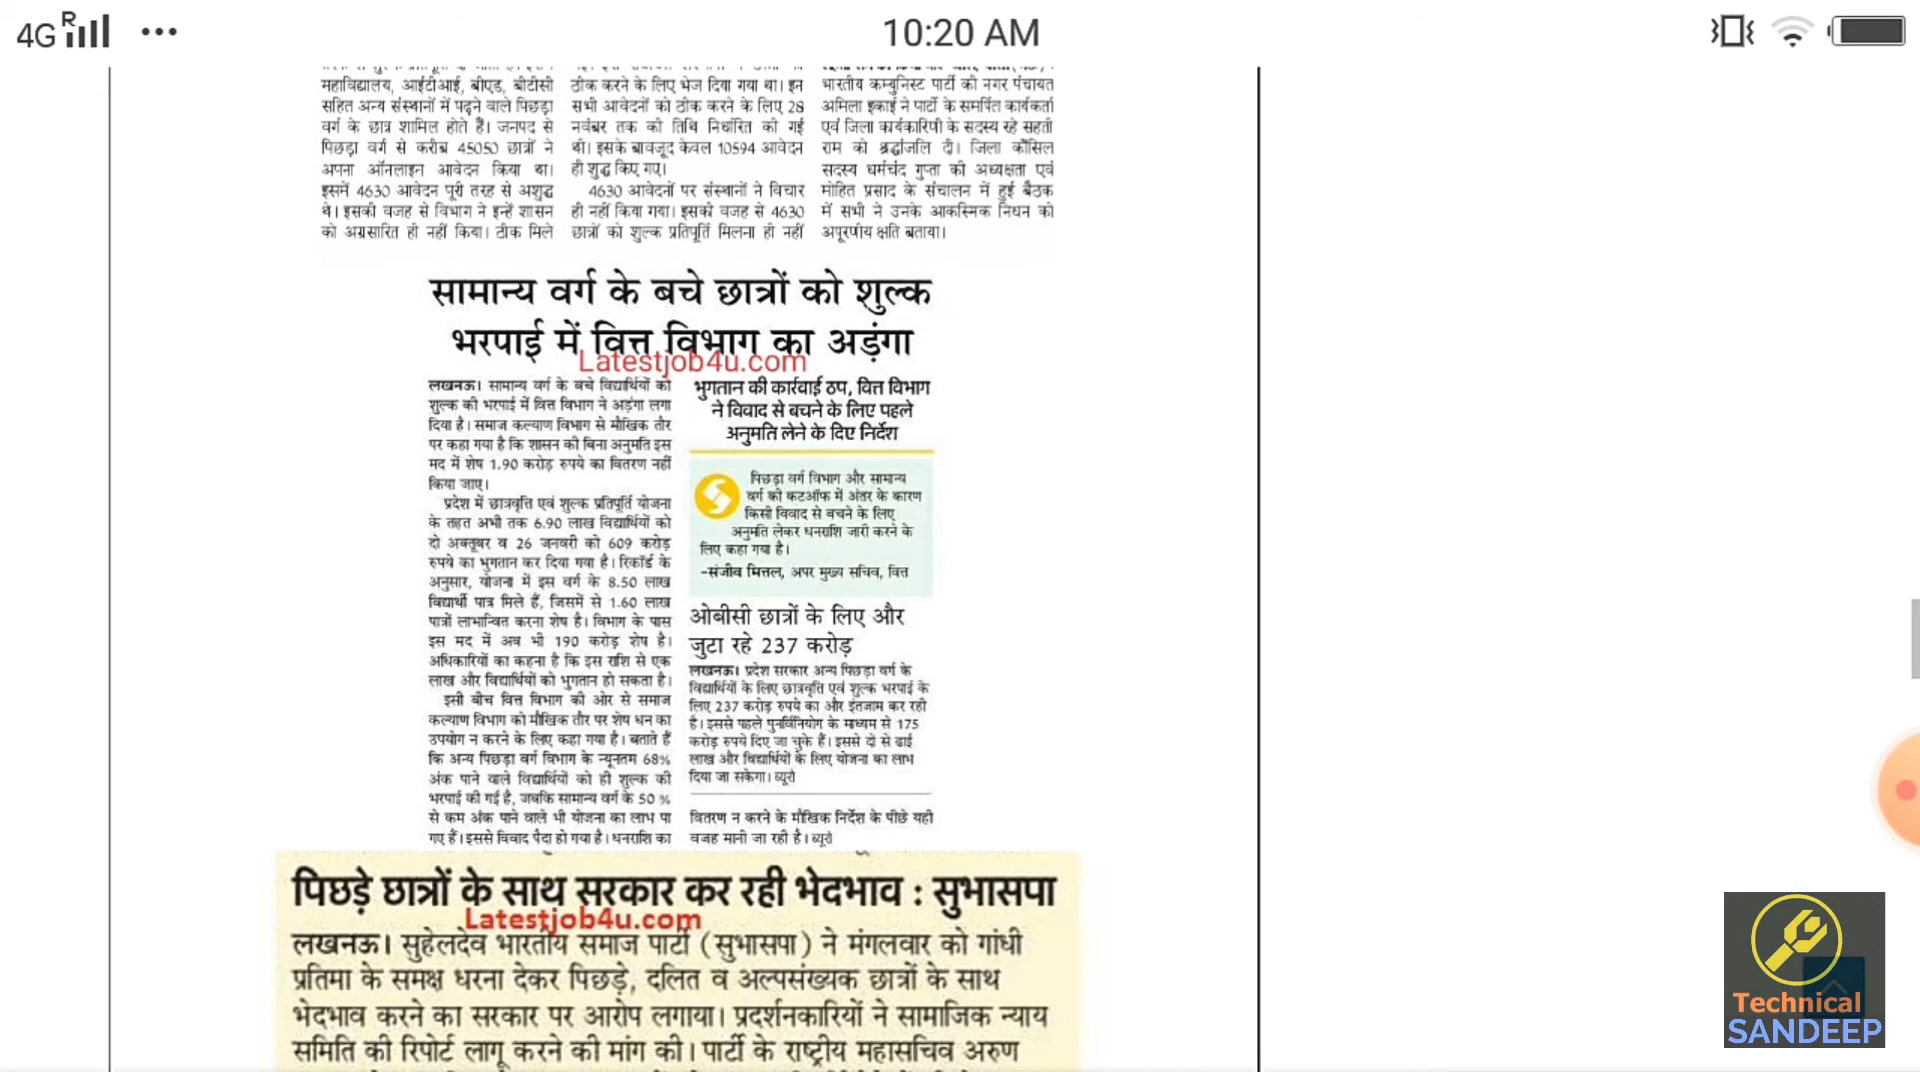 4G R
10:20 AM
महाविद्यालय, आईटीआई, बीएड, बीटीसी
सहित अन्य संस्थानों में पढ़ने वाले पिछड़ा
वर्ग के छात्र शामिल होते हैं। जनपद से
पिछड़ा वर्ग से करीब 45050 छात्रों ने
अपना ऑनलाइन आवेदन किया था।
इसमें 4630 आवेदन पूरी तरह से अशुद्ध
थे। इसकी वजह से विभाग ने इन्हें शासन
को अग्रसारित ही नहीं किया। ठीक मिले
ठीक करने के लिए भेज दिया गया था। इन
सभी आवेदनों को ठीक करने के लिए 28
नवंबर तक की तिथि निर्धारित की गई
थी। इसके बावजूद केवल 10594 आवेदन
ही शुद्ध किए गए।
4630 आवेदनों पर संस्थानों ने विचार
ही नहीं किया गया। इसकी वजह से 4630
छात्रों को शुल्क प्रतिपूर्ति मिलना ही नहीं
भारतीय कम्युनिस्ट पार्टी की नगर पंचायत
अमिला इकाई ने पार्टी के समर्पित कार्यकर्ता
एवं जिला कार्यकारिणी के सदस्य रहे सहती
राम को श्रद्धांजलि दी। जिला कौंसिल
सदस्य धर्मचंद गुप्ता की अध्यक्षता एवं
मोहित प्रसाद के संचालन में हुई बैठक
में सभी ने उनके आकस्मिक निधन को
अपूरणीय क्षति बताया।
सामान्य वर्ग के बचे छात्रों को शुल्क
भरपाई में वित्त विभाग का अड़ंगा
Latestjob4u.com
लखनऊ। सामान्य वर्ग के बचे विद्यार्थियों को
शुल्क की भरपाई में वित्त विभाग ने अड़ंगा लगा
दिया है। समाज कल्याण विभाग से मौखिक तौर
पर कहा गया है कि शासन की बिना अनुमति इस
मद में शेष 1.90 करोड़ रुपये का वितरण नहीं
किया जाए।
प्रदेश में छात्रवृत्ति एवं शुल्क प्रतिपूर्ति योजना
के तहत अभी तक 6.90 लाख विद्यार्थियों को
दो अक्तूबर व 26 जनवरी को 609 करोड़
रुपये का भुगतान कर दिया गया है। रिकॉर्ड के
अनुसार, योजना में इस वर्ग के 8.50 लाख
विद्यार्थी पात्र मिले हैं, जिसमें से 1.60 लाख
पात्रों लाभान्वित करना शेष है। विभाग के पास
इस मद में अब भी 190 करोड़ शेष है।
अधिकारियों का कहना है कि इस राशि से एक
लाख और विद्यार्थियों को भुगतान हो सकता है।
इसी बीच वित्त विभाग की ओर से समाज
कल्याण विभाग को मौखिक तौर पर शेष धन का
उपयोग न करने के लिए कहा गया है। बताते हैं
कि अन्य पिछड़ा वर्ग विभाग के न्यूनतम 68%
अंक पाने वाले विद्यार्थियों को ही शुल्क की
भरपाई की गई है, जबकि सामान्य वर्ग के 50 %
से कम अंक पाने वाले भी योजना का लाभ पा
गए हैं। इससे विवाद पैदा हो गया है। धनराशि का
भुगतान की कार्रवाई ठप, वित्त विभाग
ने विवाद से बचने के लिए पहले
अनुमति लेने के दिए निर्देश
पिछड़ा वर्ग विभाग और सामान्य
वर्ग की कटऑफ में अंतर के कारण
किसी विवाद से बचने के लिए
अनुमति लेकर धनराशि जारी करने के
लिए कहा गया है।
-संजीव मित्तल, अपर मुख्य सचिव, वित्त
ओबीसी छात्रों के लिए और
जुटा रहे 237 करोड़
लखनऊ। प्रदेश सरकार अन्य पिछड़ा वर्ग के
विद्यार्थियों के लिए छात्रवृति एवं शुल्क भरपाई के
लिए 237 करोड़ रुपये का और इंतजाम कर रही
है। इससे पहले पुनर्विनियोग के माध्यम से 175
करोड़ रुपये दिए जा चुके हैं। इससे दो से ढाई
लाख और विद्यार्थियों के लिए योजना का लाभ
दिया जा सकेगा। ब्यूरो
वितरण न करने के मौखिक निर्देश के पीछे यही
वजह मानी जा रही है। ब्यूरो
पिछड़े छात्रों के साथ सरकार कर रही भेदभाव : सुभासपा
Latestjob4u.com
लखनऊ। सुहेलदेव भारतीय समाज पार्टी (सुभासपा) ने मंगलवार को गांधी
प्रतिमा के समक्ष धरना देकर पिछड़े, दलित व अल्पसंख्यक छात्रों के साथ
भेदभाव करने का सरकार पर आरोप लगाया। प्रदर्शनकारियों ने सामाजिक न्याय
समिति की रिपोर्ट लागू करने की मांग की। पार्टी के राष्ट्रीय महासचिव अरुण
Technical
SANDEEP